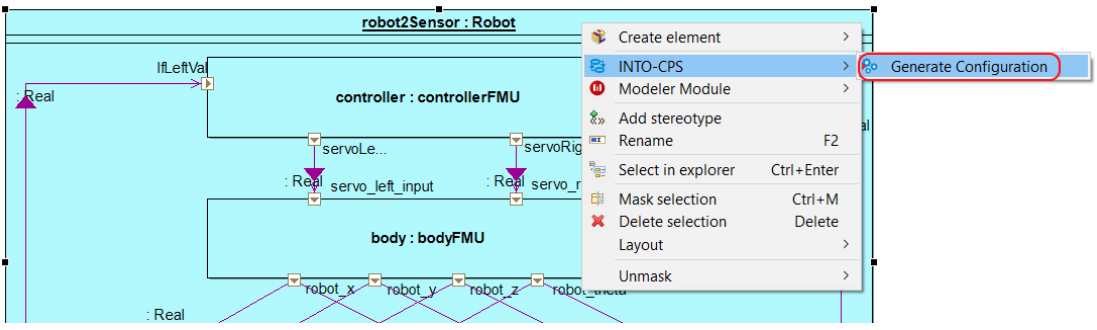 robot2Sensor : Robot
lfLeftVal
: Real
controller : controllerFMU
servoLe...
servoRig
: Real
servo_left_input
: Real
servo_r
body : bodyFMU
robot_x
robot_y
robot_z
robot_theta
: Real
al
Create element
INTO-CPS
Generate Configuration
Modeler Module
Add stereotype
Rename F2
Select in explorer Ctrl+Enter
Mask selection Ctrl+M
Delete selection Delete
Layout
Unmask